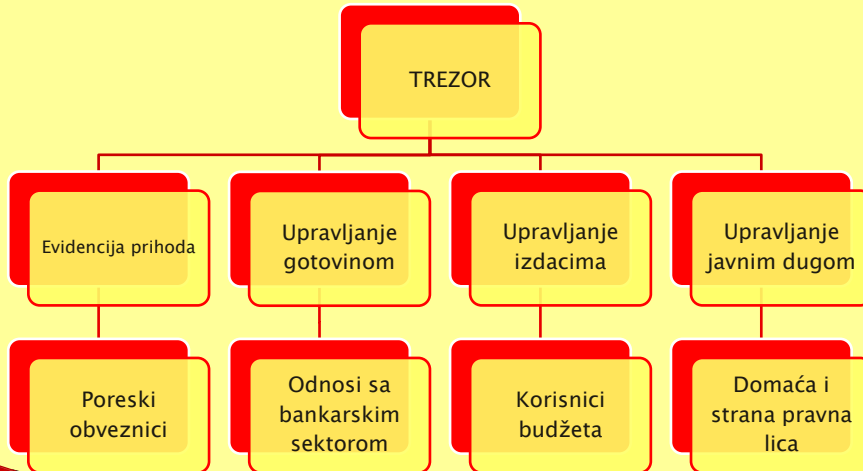 TREZOR
Evidencija prihoda
Upravljanje
gotovinom
Upravljanje
izdacima
Upravljanje
javnim dugom
Poreski
obveznici
Odnosi sa
bankarskim
sektorom
Korisnici
budžeta
Domaća i
strana pravna
lica